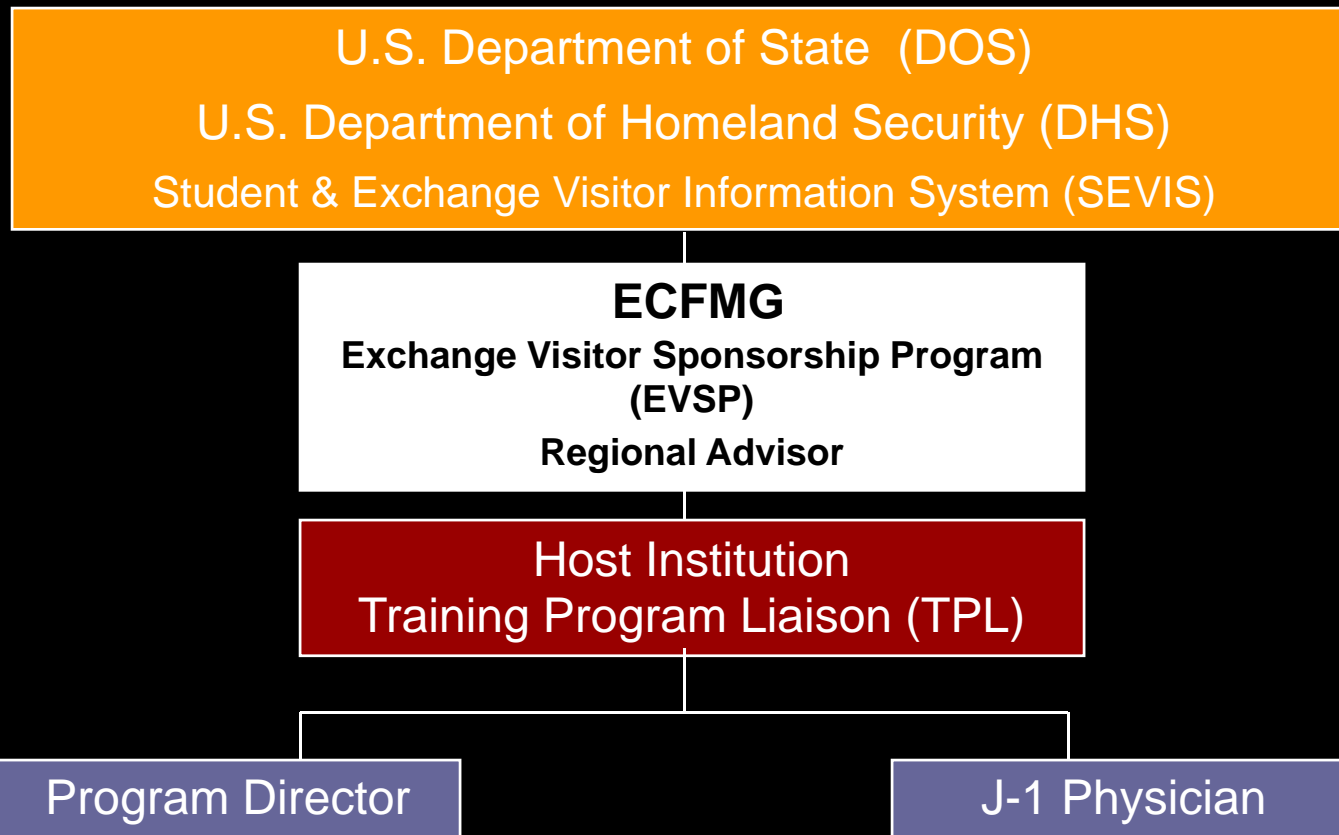 U.S. Department of State  (DOS)
U.S. Department of Homeland Security (DHS)
Student & Exchange Visitor Information System (SEVIS)
ECFMG
Exchange Visitor Sponsorship Program
(EVSP)
Regional Advisor
Host Institution
Training Program Liaison (TPL)
Program Director
J-1 Physician